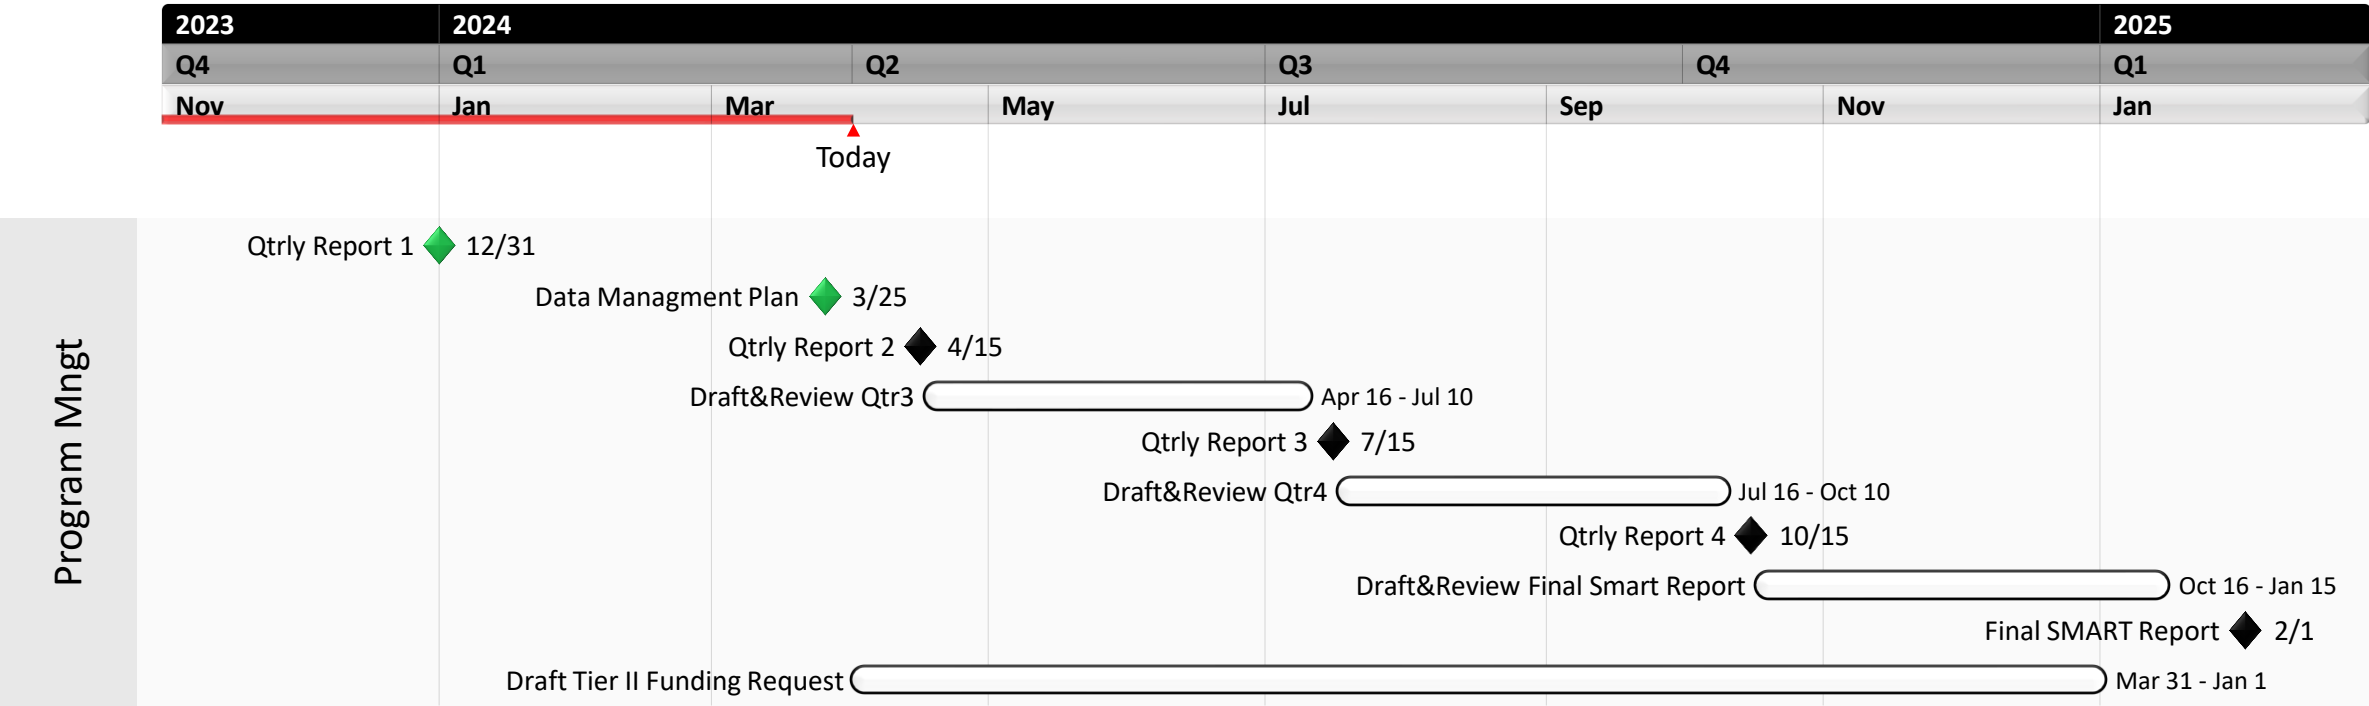 2023 2024 2025
Q4 Q1 Q2 Q3 Q4 Q1
Nov Jan Mar May Jul Sep Nov Jan
Today
Program Mngt
Qtrly Report 1 12/31
Data Managment Plan 3/25
Qtrly Report 2 4/15
Draft&Review Qtr3 Apr 16 - Jul 10
Qtrly Report 3 7/15
Draft&Review Qtr4 Jul 16 - Oct 10
Qtrly Report 4 10/15
Draft&Review Final Smart Report Oct 16 - Jan 15
Final SMART Report 2/1
Draft Tier II Funding Request Mar 31 - Jan 1